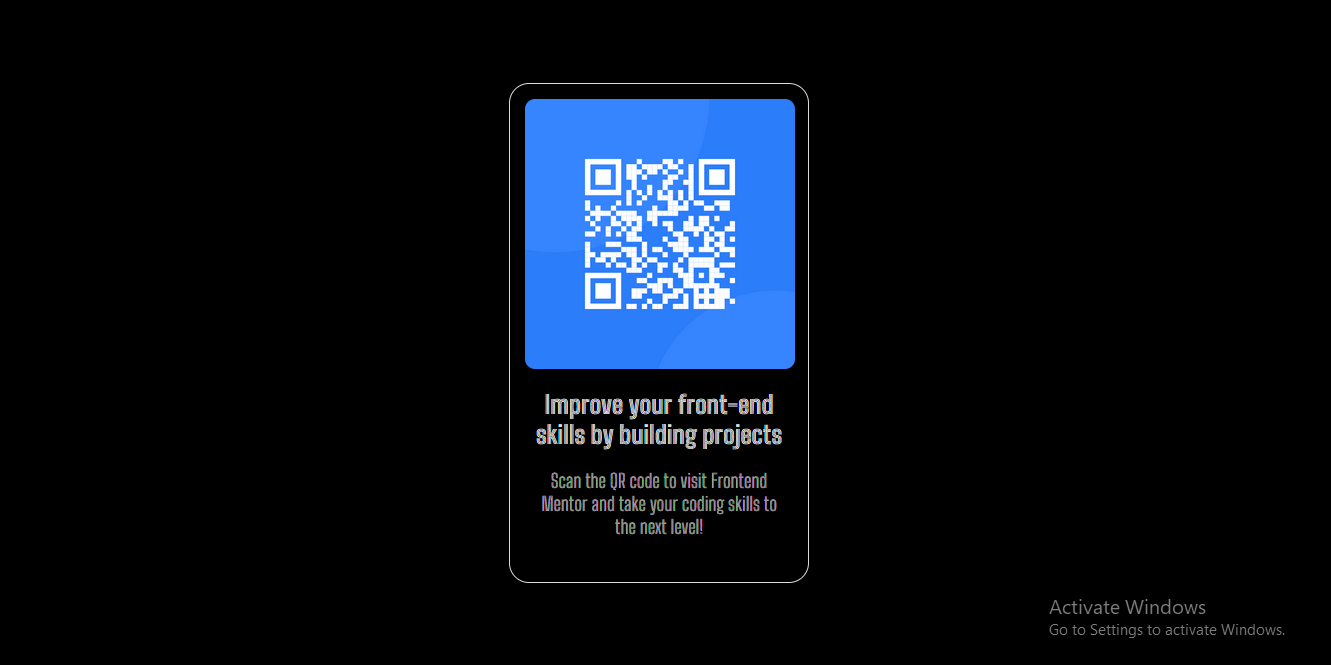 Improve your front-end
skills by building projects
Scan the QR code to visit Frontend
Mentor and take your coding skills to
the next level!
Activate Windows
Go to Settings to activate Windows.